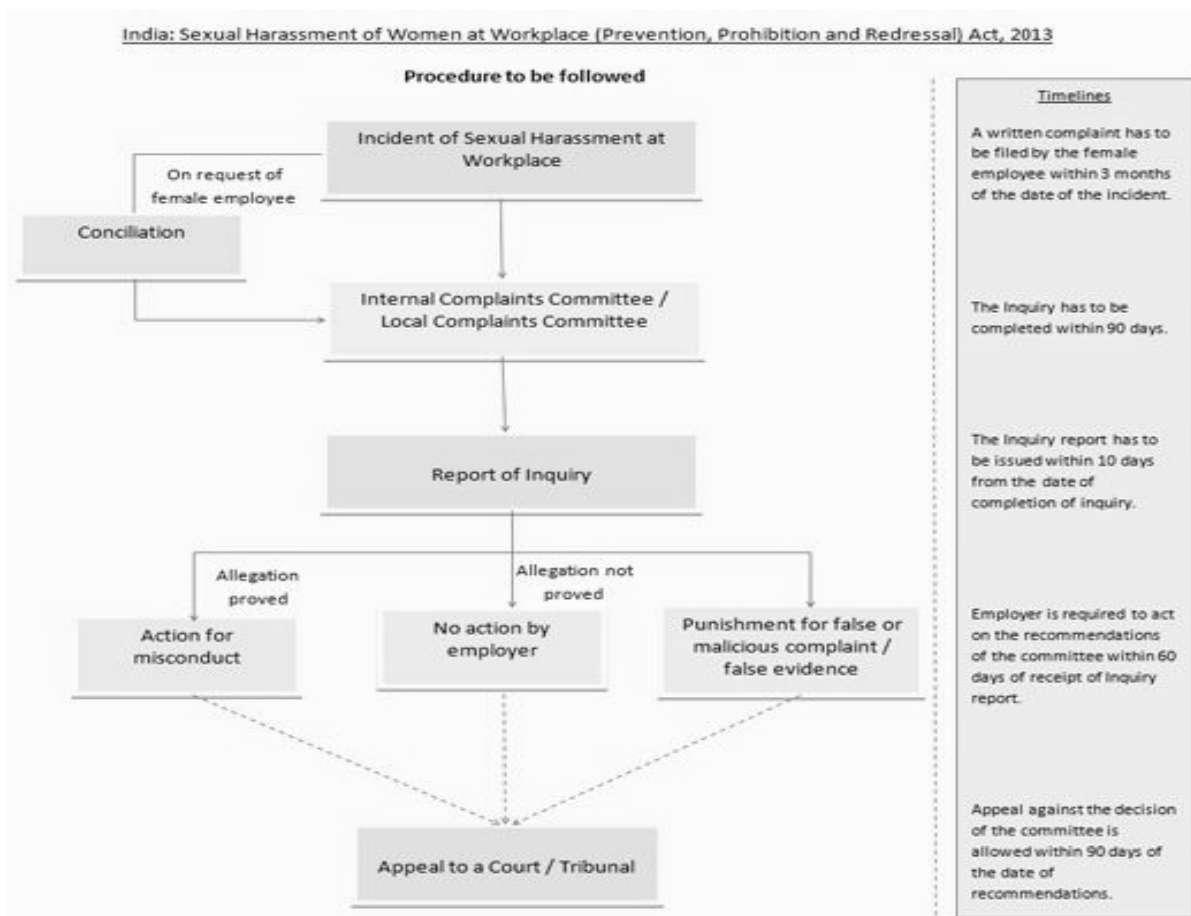 India: Sexual Harassment of Women at Workplace (Prevention, Prohibition and Redressal) Act, 2013
Procedure to be followed
Incident of Sexual Harassment at
Workplace
On request of
female employee
Conciliation
Internal Complaints Committee /
Local Complaints Committee
Report of Inquiry
Allegation
proved
Allegation not
proved
Action for
misconduct
No action by
employer
Punishment for false or
malicious complaint /
false evidence
Appeal to a Court / Tribunal
Timelines
A written complaint has to
be filed by the female
employee within 3 months
of the date of the incident.
The Inquiry has to be
completed within 90 days.
The Inquiry report has to
be issued within 10 days
from the date of
completion of inquiry.
Employer is required to act
on the recommendations
of the committee within 60
days of receipt of Inquiry
report.
Appeal against the decision
of the committee is
allowed within 90 days of
the date of
recommendations.